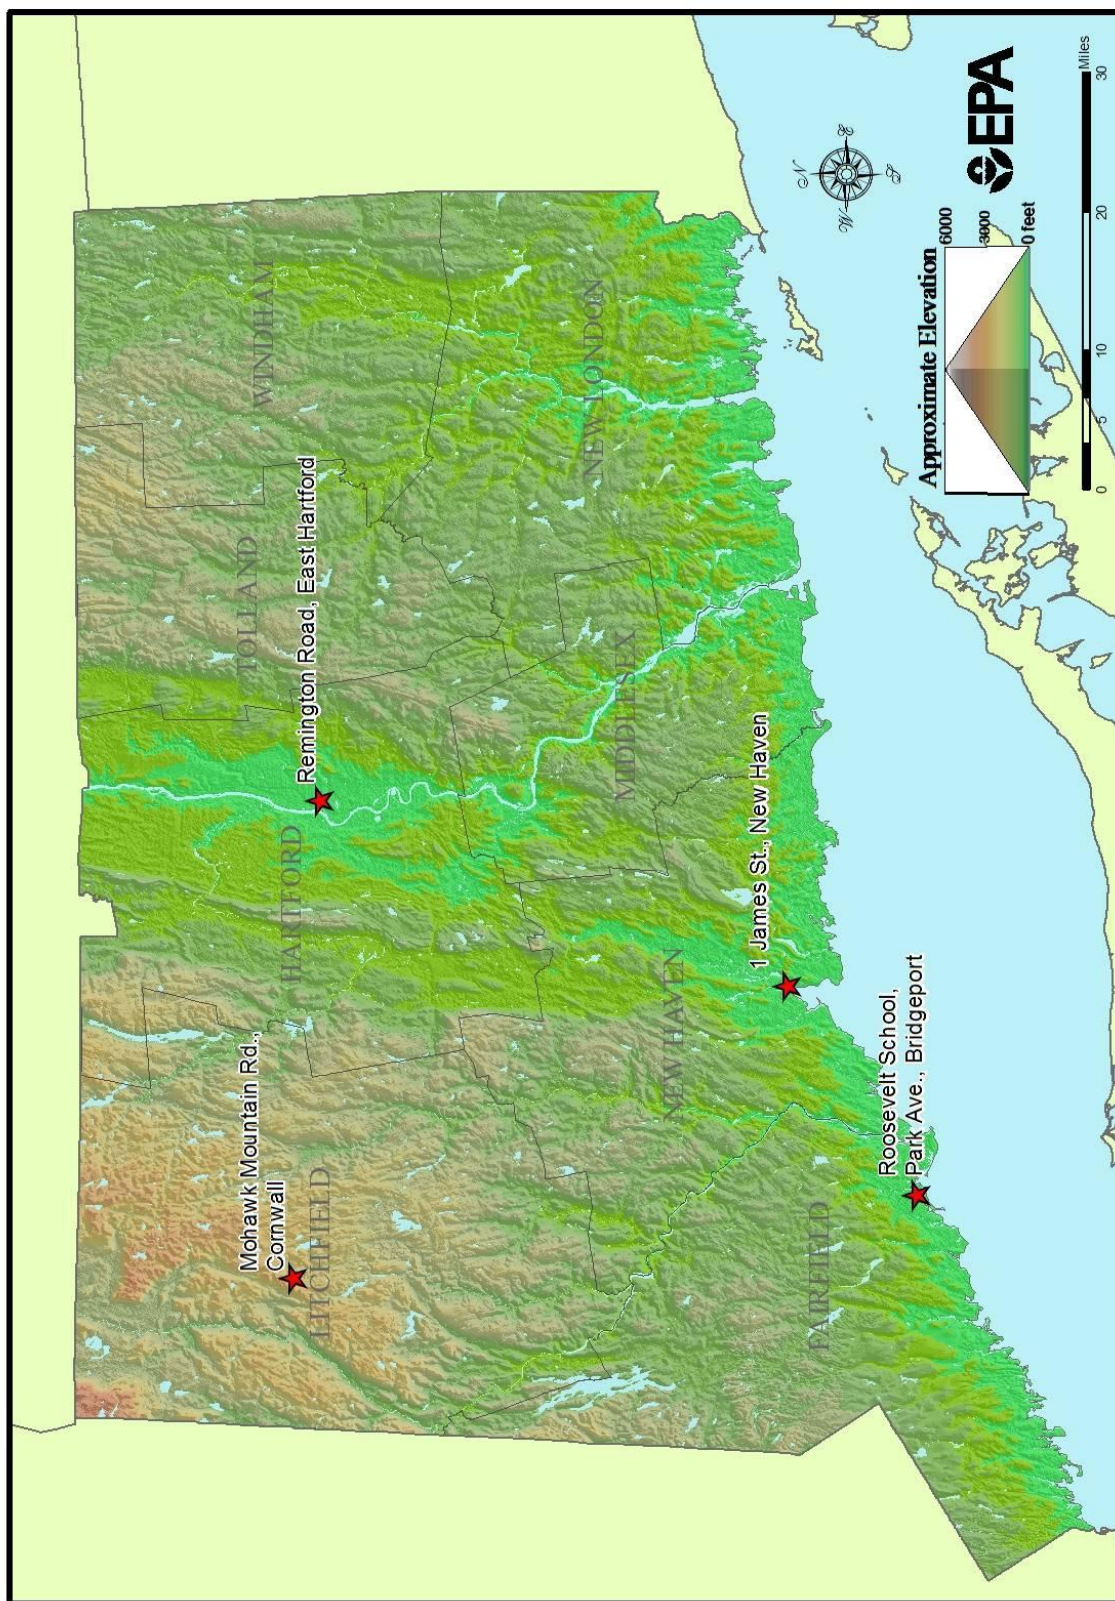 WINDHAM
TOLLAND
Remington Road, East Hartford
HARTFORD
Mohawk Mountain Rd.,
Cornwall
LITCHFIELD
NEW LONDON
MIDDLESEX
NEW HAVEN
1 James St., New Haven
FAIRFIELD
Roosevelt School,
Park Ave., Bridgeport
N
W
E
S
Approximate Elevation
6000
3000
0 feet
EPA
Miles
0
5
10
20
30